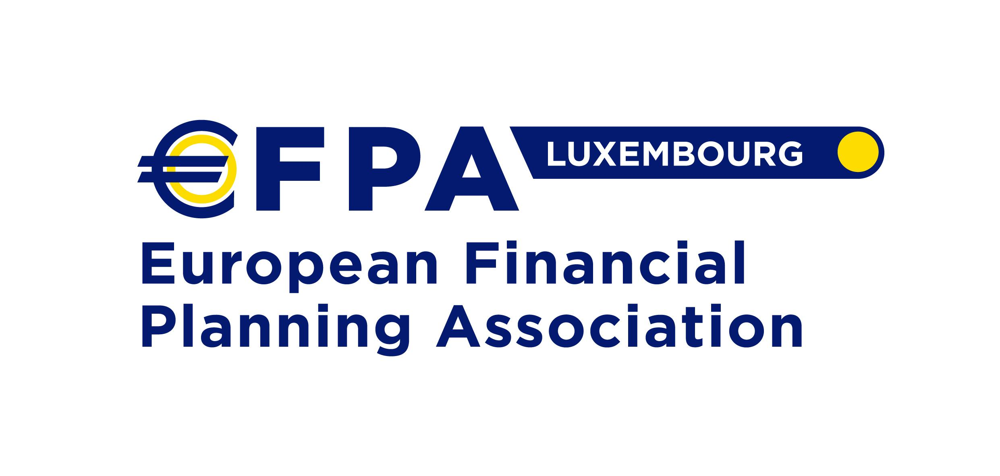 €FPA LUXEMBOURG
European Financial
Planning Association